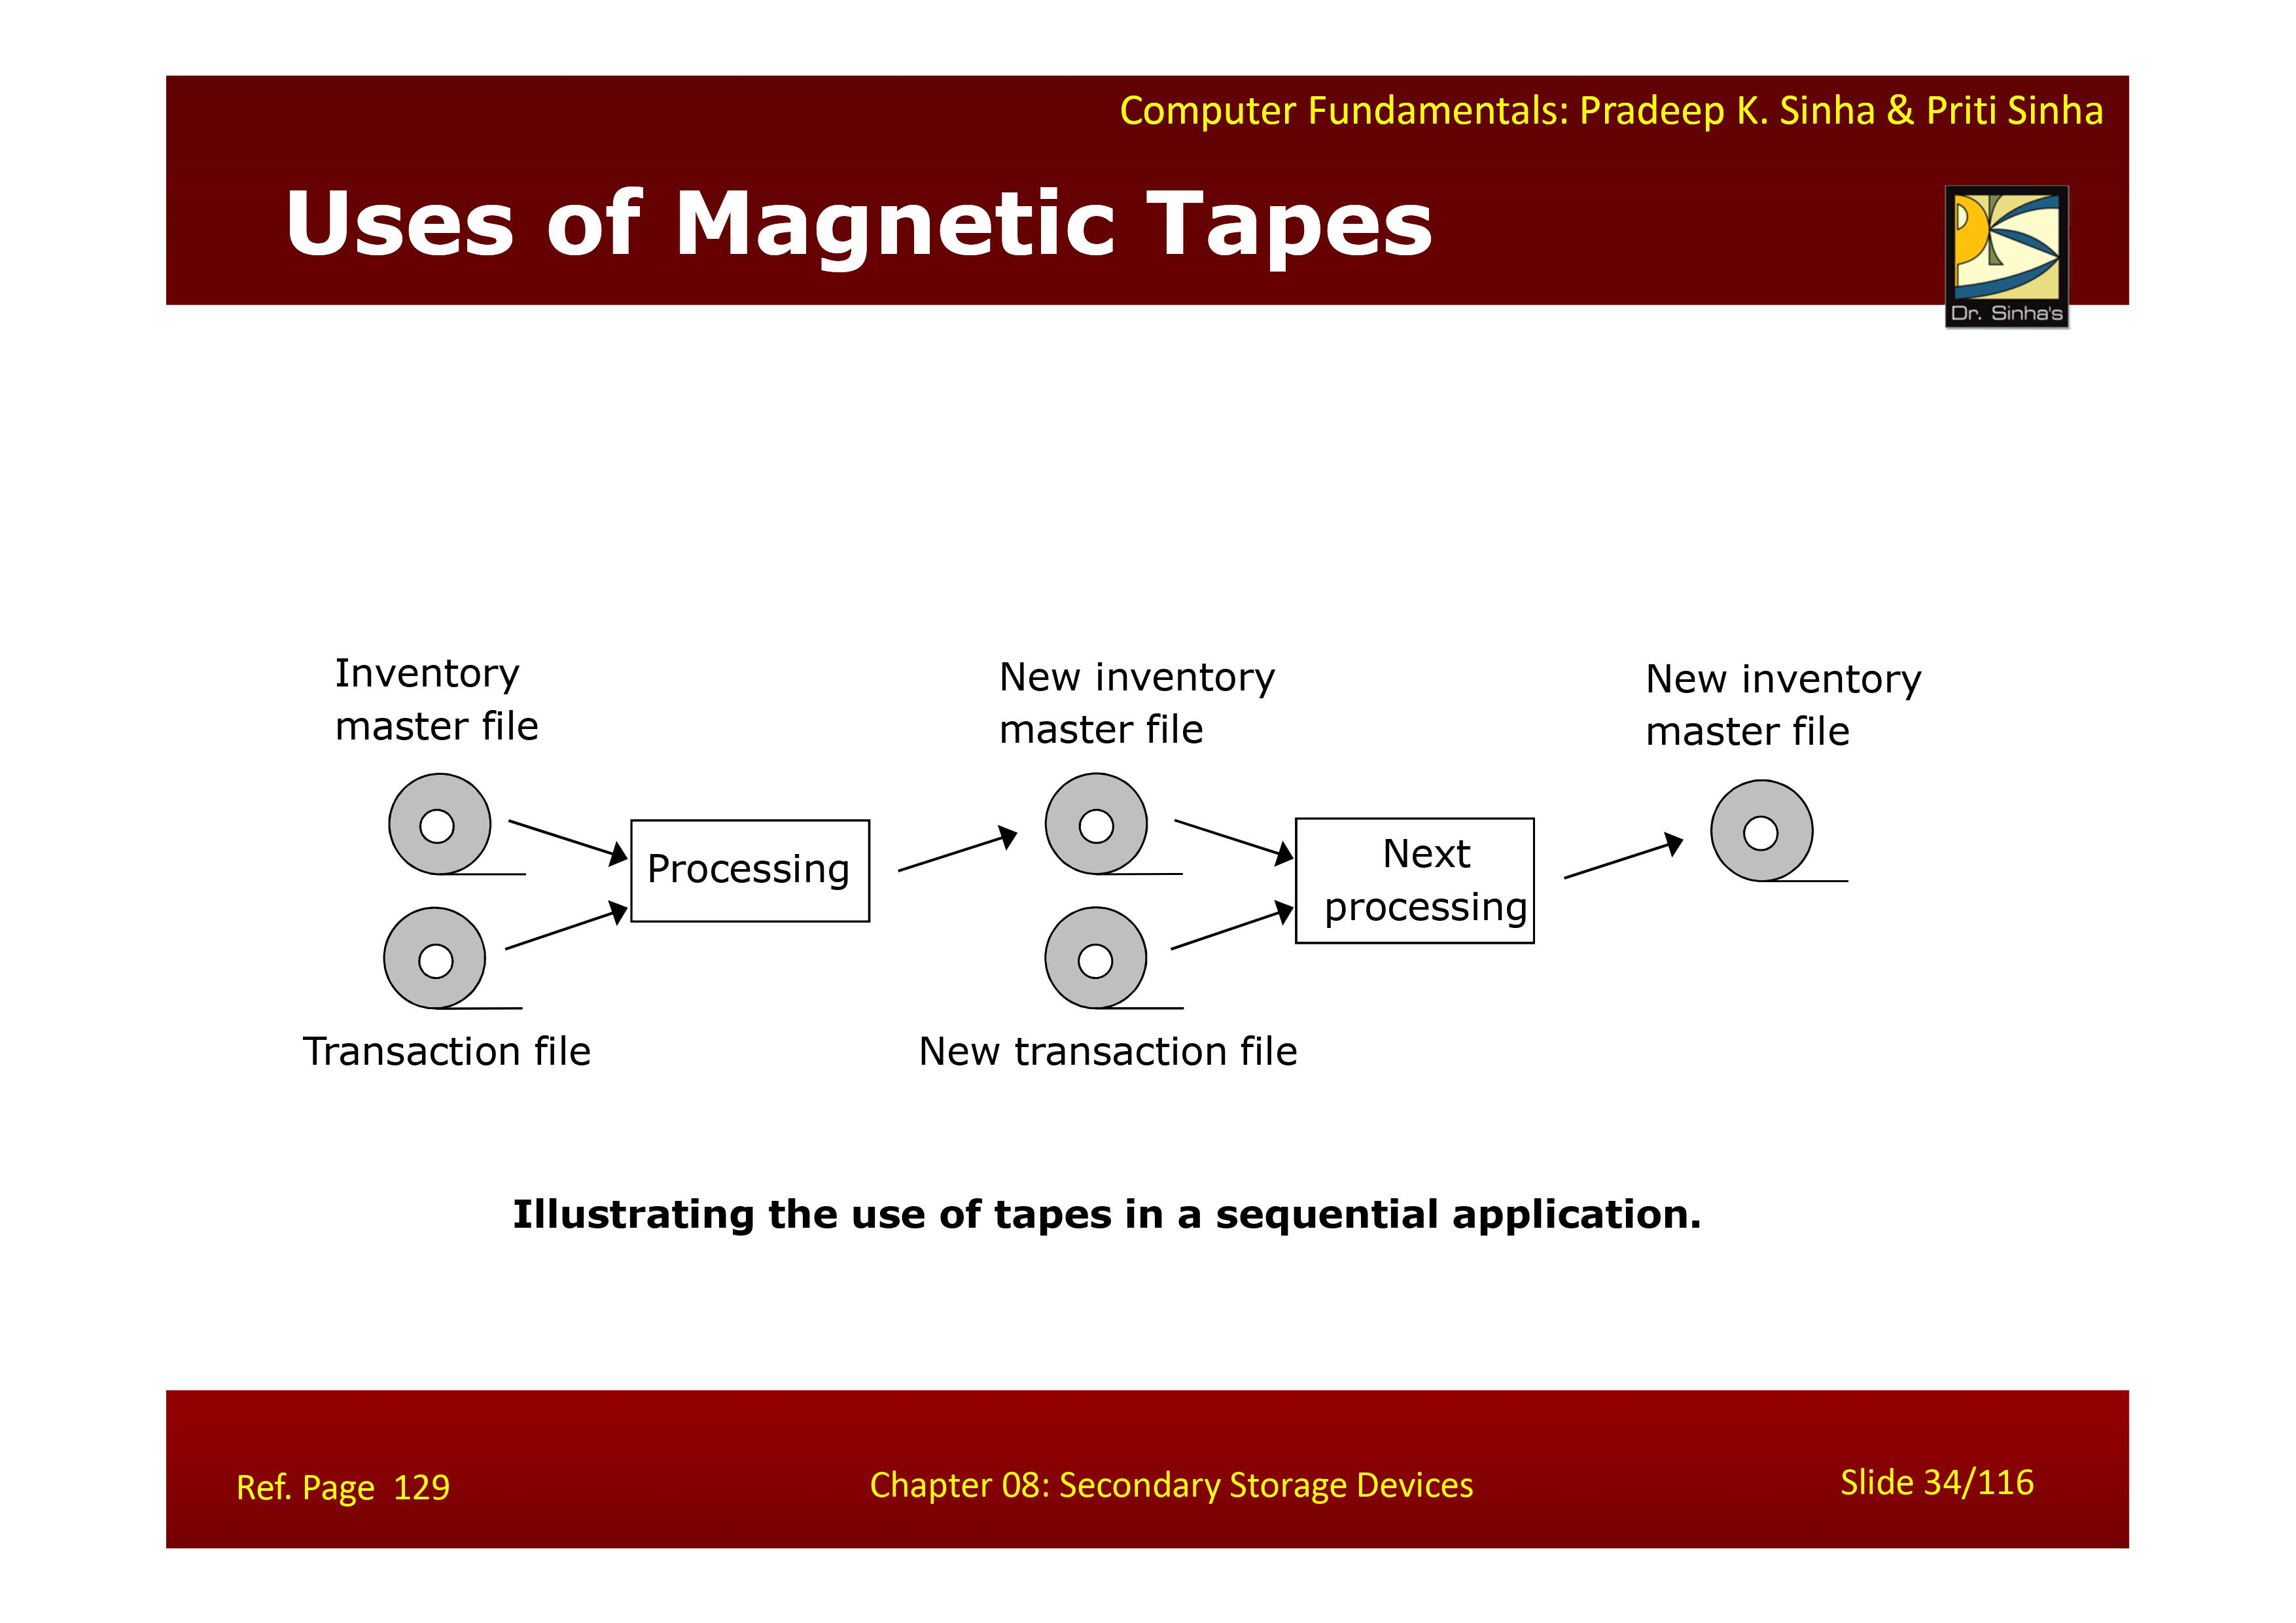 Computer Fundamentals: Pradeep K. Sinha & Priti Sinha
Uses of Magnetic Tapes
Dr. Sinha's
Inventory
master file
New inventory
master file
New inventory
master file
Processing
Next
processing
Transaction file
New transaction file
Illustrating the use of tapes in a sequential application.
Ref. Page 129
Chapter 08: Secondary Storage Devices
Slide 34/116